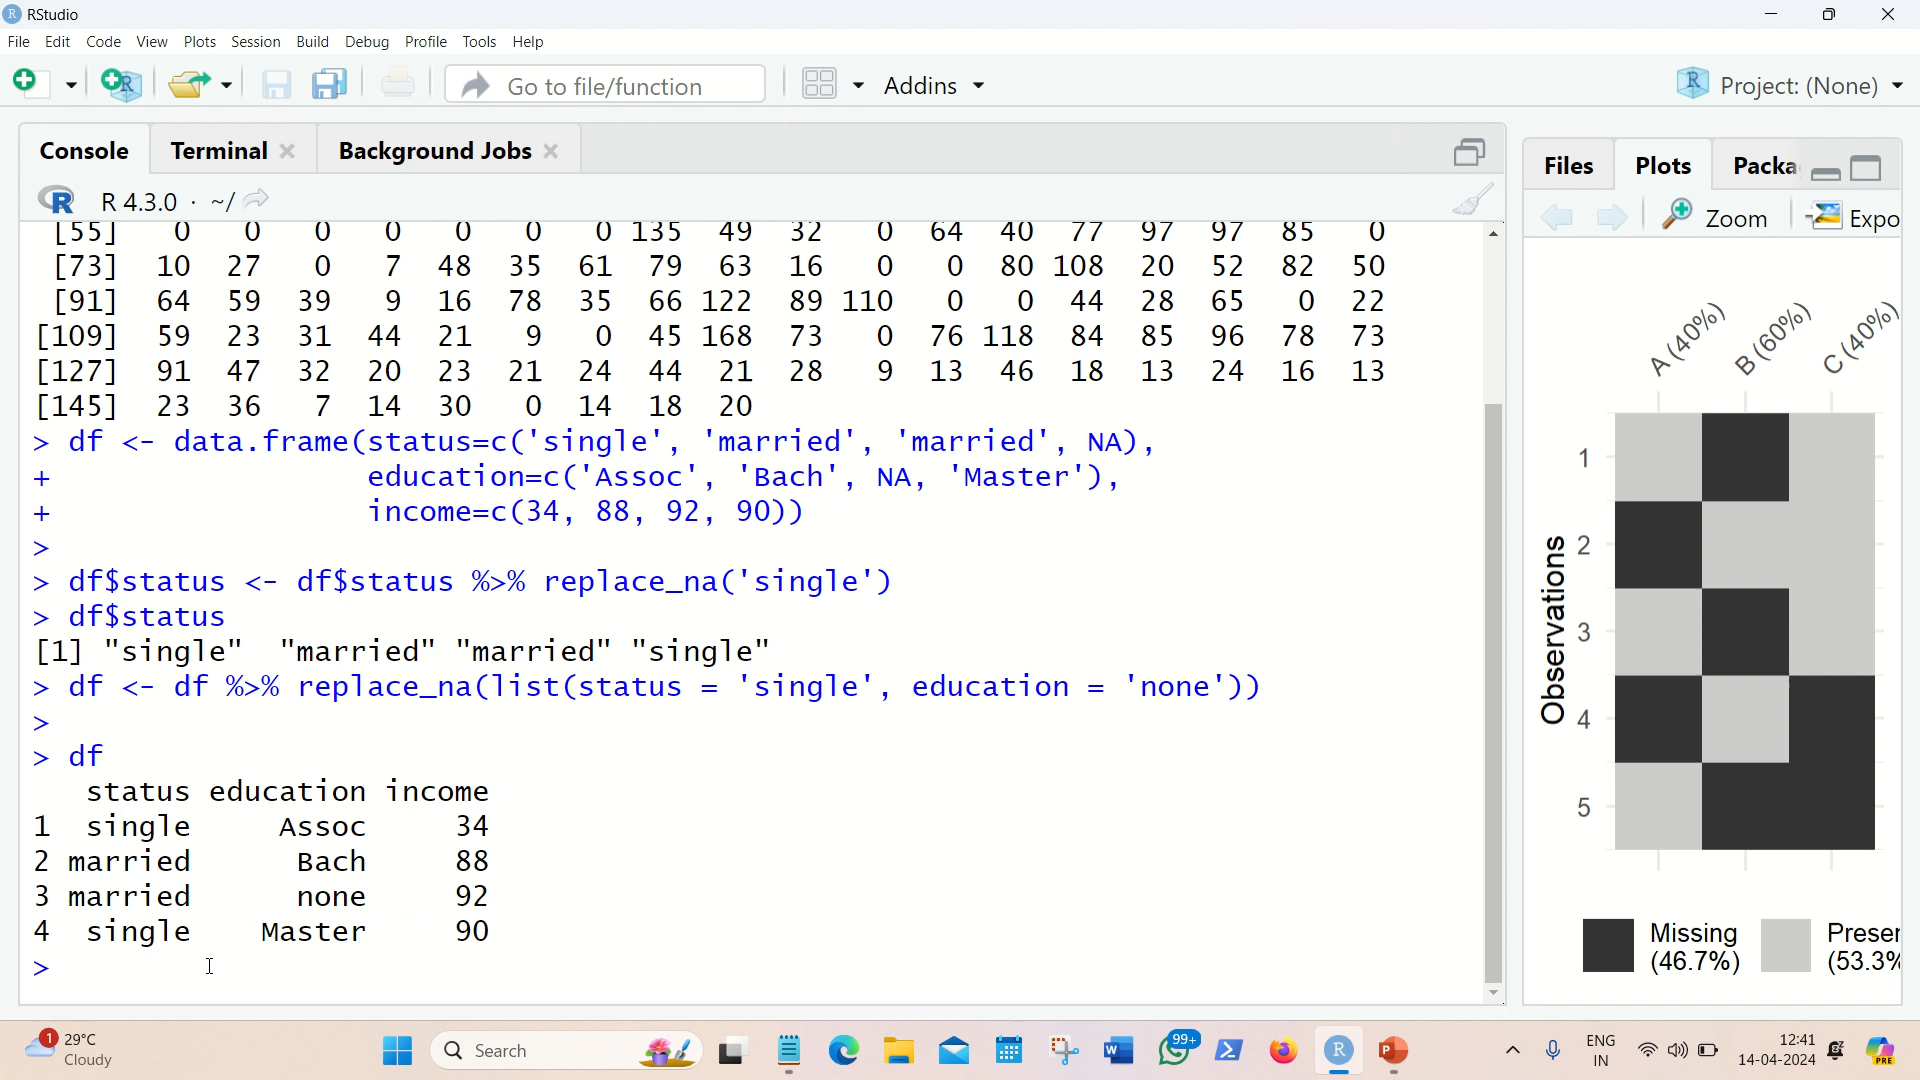 R RStudio
File Edit Code View Plots Session Build Debug Profile Tools Help
Go to file/function Addins Project: (None)
Console Terminal Background Jobs
R R 4.3.0 · ~/
[55] 0 0 0 0 0 0 0 135 49 32 0 64 40 77 97 97 85 0
[73] 10 27 0 7 48 35 61 79 63 16 0 0 80 108 20 52 82 50
[91] 64 59 39 9 16 78 35 66 122 89 110 0 0 44 28 65 0 22
[109] 59 23 31 44 21 9 0 45 168 73 0 76 118 84 85 96 78 73
[127] 91 47 32 20 23 21 24 44 21 28 9 13 46 18 13 24 16 13
[145] 23 36 7 14 30 0 14 18 20
> df <- data.frame(status=c('single', 'married', 'married', NA),
+ education=c('Assoc', 'Bach', NA, 'Master'),
+ income=c(34, 88, 92, 90))
>
> df$status <- df$status %>% replace_na('single')
> df$status
[1] "single" "married" "married" "single"
> df <- df %>% replace_na(list(status = 'single', education = 'none'))
>
> df
status education income
1 single Assoc 34
2 married Bach 88
3 married none 92
4 single Master 90
>
Files Plots Packa
Zoom Expo
A (40%) B (60%) C (40%)
Observations
1
2
3
4
5
Missing (46.7%)
Presen (53.3%
1 29°C
Cloudy
Search
99+
ENG
IN
12:41
14-04-2024
PRE